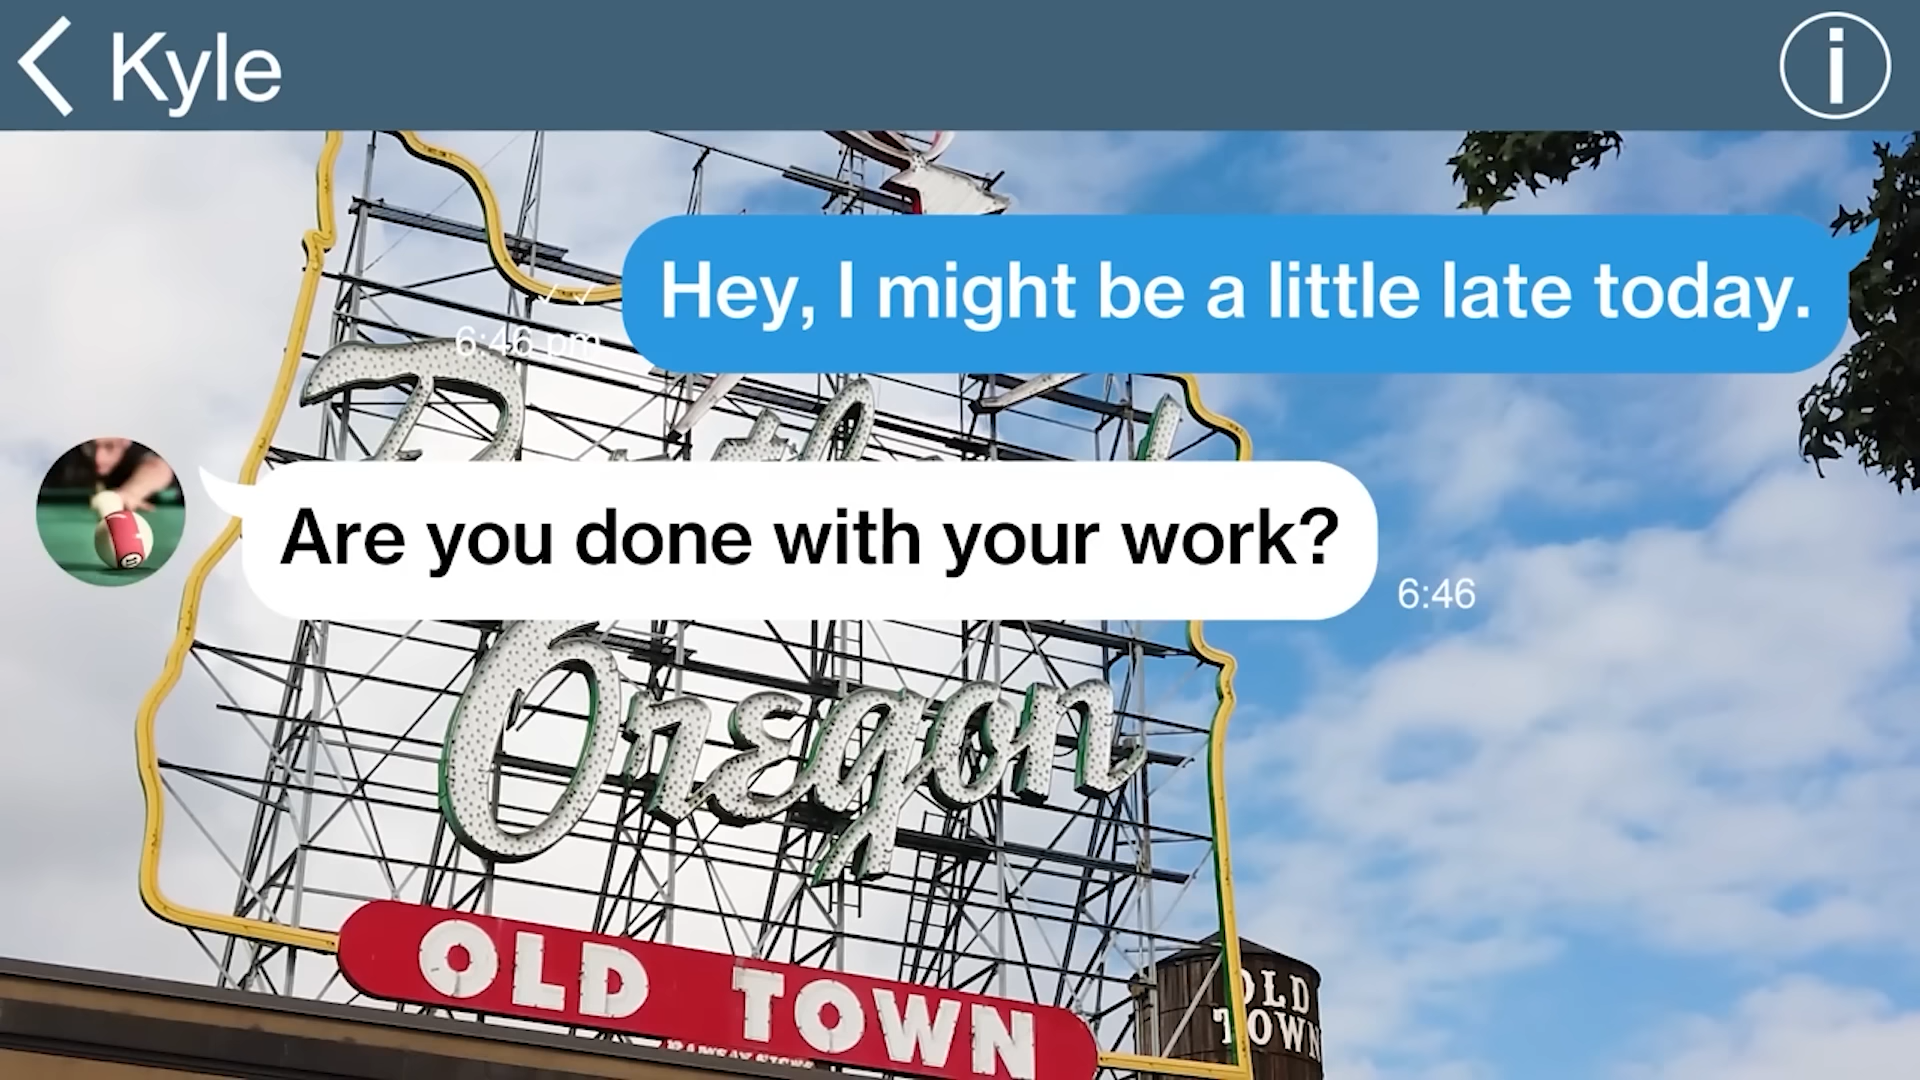 Kyle
Hey, I might be a little late today.
6:46 pm
Are you done with your work?
6:46
Oregon
OLD TOWN
OLD
TOWN